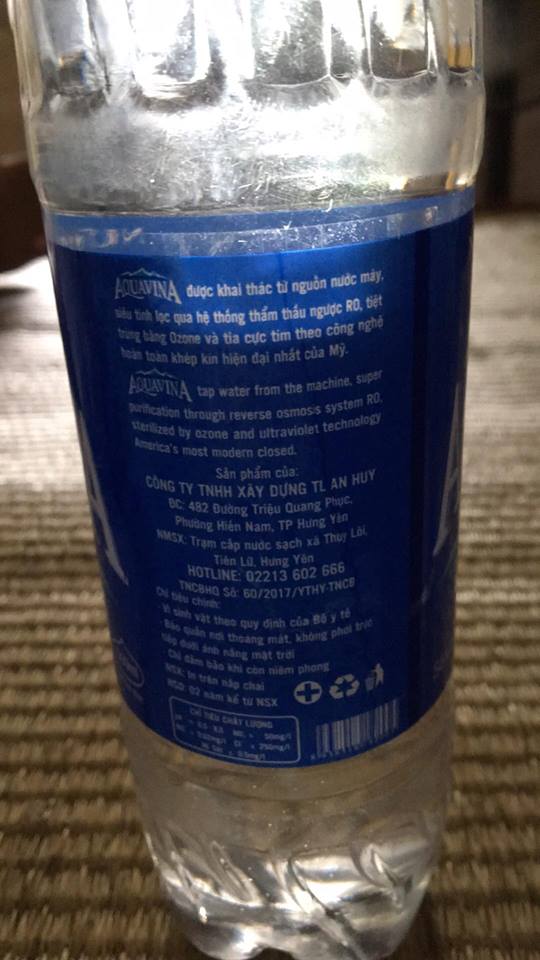 AQUAVINA được khai thác từ nguồn nước máy,
siêu tinh lọc qua hệ thống thẩm thấu ngược RO, tiệt
trùng bằng Ozone và tia cực tím theo công nghệ
hoàn toàn khép kín hiện đại nhất của Mỹ.
AQUAVINA tap water from the machine, super
purification through reverse osmosis system RO,
sterilized by ozone and ultraviolet technology
America's most modern closed.
Sản phẩm của:
CÔNG TY TNHH XÂY DỰNG TL AN HUY
ĐC: 482 Đường Triệu Quang Phục,
Phường Hiến Nam, TP Hưng Yên
NMSX: Trạm cấp nước sạch xã Thụy Lôi,
Tiên Lữ, Hưng Yên
HOTLINE: 02213 602 666
TNCBHQ Số: 60/2017/YTHY-TNCB
Chỉ tiêu chính:
- Vi sinh vật theo quy định của Bộ y tế
- Bảo quản nơi thoáng mát, không phơi trực
tiếp dưới ánh nắng mặt trời
- Chỉ đảm bảo khi còn niêm phong
NSX: In trên nắp chai
HSD: 02 năm kể từ NSX
CHỈ TIÊU CHẤT LƯỢNG
50mg/l
250mg/l